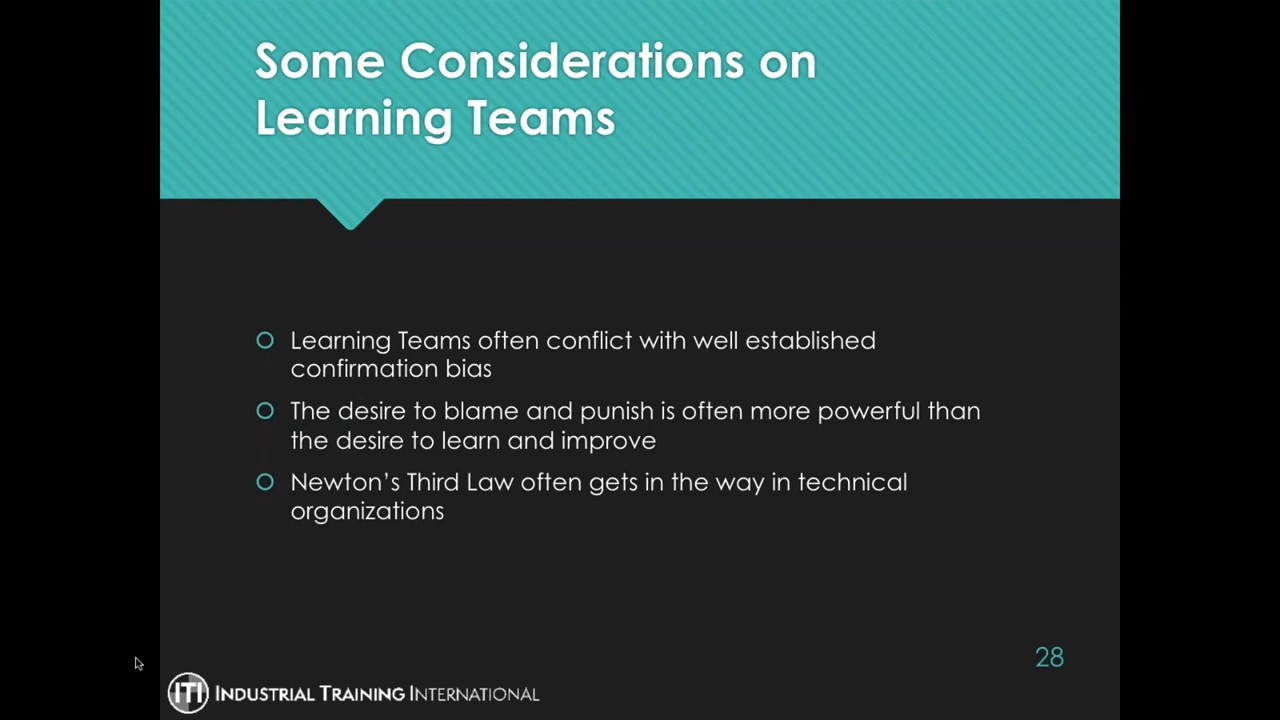 Some Considerations on
Learning Teams
Learning Teams often conflict with well established
confirmation bias
The desire to blame and punish is often more powerful than
the desire to learn and improve
Newton's Third Law often gets in the way in technical
organizations
28
ITI INDUSTRIAL TRAINING INTERNATIONAL